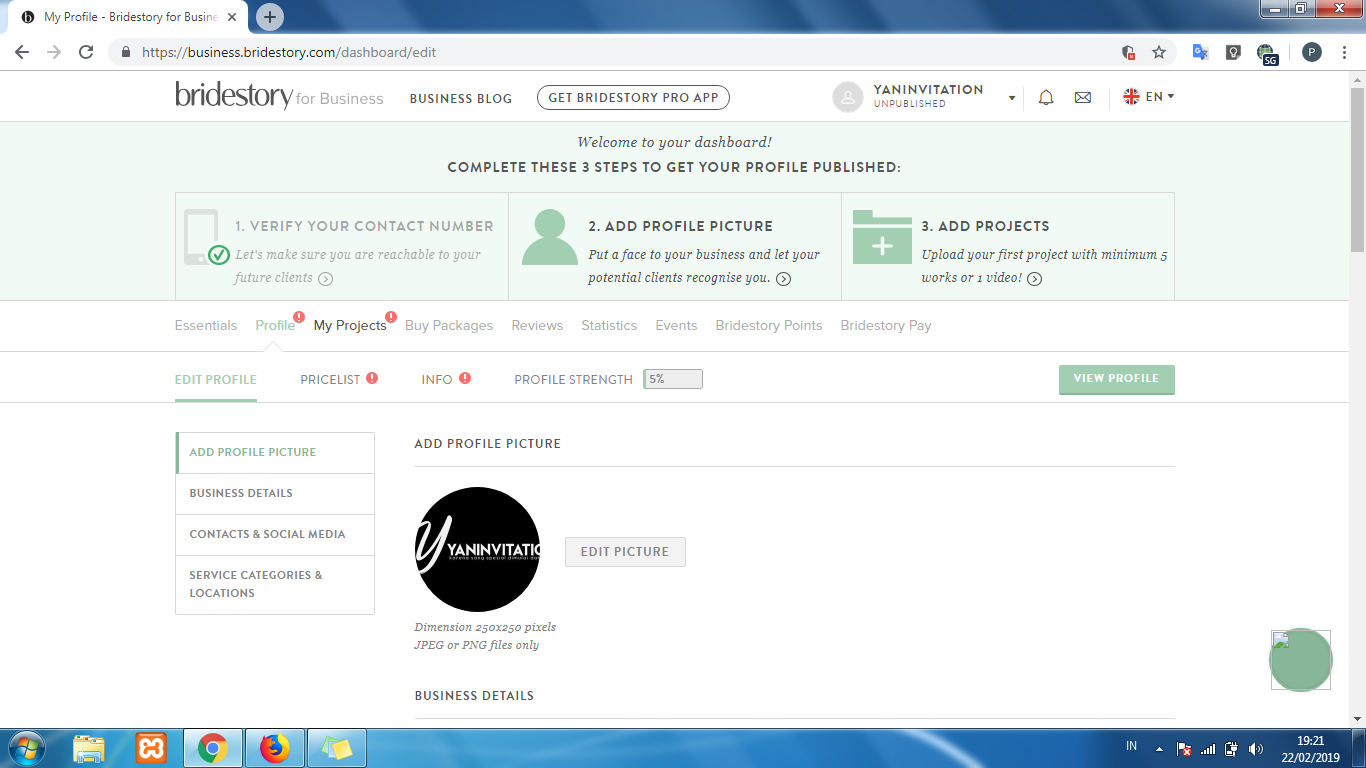 My Profile - Bridestory for Busine
https://business.bridestory.com/dashboard/edit
SG
P
bridestory for Business
BUSINESS BLOG
GET BRIDESTORY PRO APP
YANINVITATION
UNPUBLISHED
EN
Welcome to your dashboard!
COMPLETE THESE 3 STEPS TO GET YOUR PROFILE PUBLISHED:
1. VERIFY YOUR CONTACT NUMBER
Let's make sure you are reachable to your
future clients
2. ADD PROFILE PICTURE
Put a face to your business and let your
potential clients recognise you.
3. ADD PROJECTS
Upload your first project with minimum 5
works or 1 video!
Essentials
Profile
My Projects
Buy Packages
Reviews
Statistics
Events
Bridestory Points
Bridestory Pay
EDIT PROFILE
PRICELIST
INFO
PROFILE STRENGTH
5%
VIEW PROFILE
ADD PROFILE PICTURE
BUSINESS DETAILS
CONTACTS & SOCIAL MEDIA
SERVICE CATEGORIES &
LOCATIONS
ADD PROFILE PICTURE
Y YANINVITATIO
karena yang spesial dimulai da
EDIT PICTURE
Dimension 250x250 pixels
JPEG or PNG files only
BUSINESS DETAILS
IN
19:21
22/02/2019